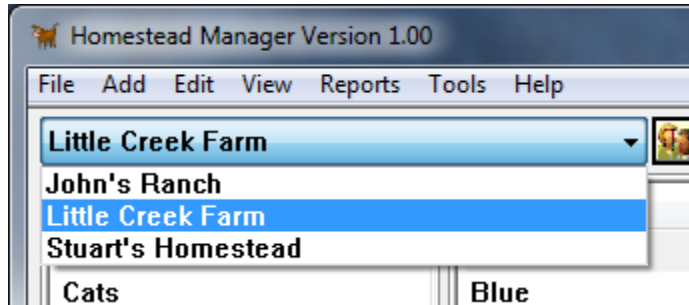 Homestead Manager Version 1.00
File Add Edit View Reports Tools Help
Little Creek Farm
John's Ranch
Little Creek Farm
Stuart's Homestead
Cats Blue